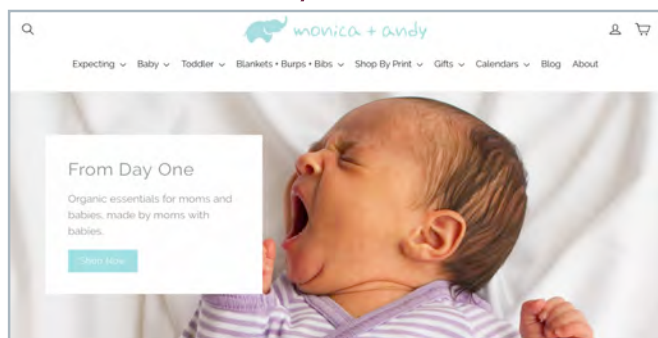 monica + andy
Expecting Baby Toddler Blankets + Burps + Bibs Shop By Print Gifts Calendars Blog About
From Day One
Organic essentials for moms and
babies, made by moms with
babies.
Shop Now